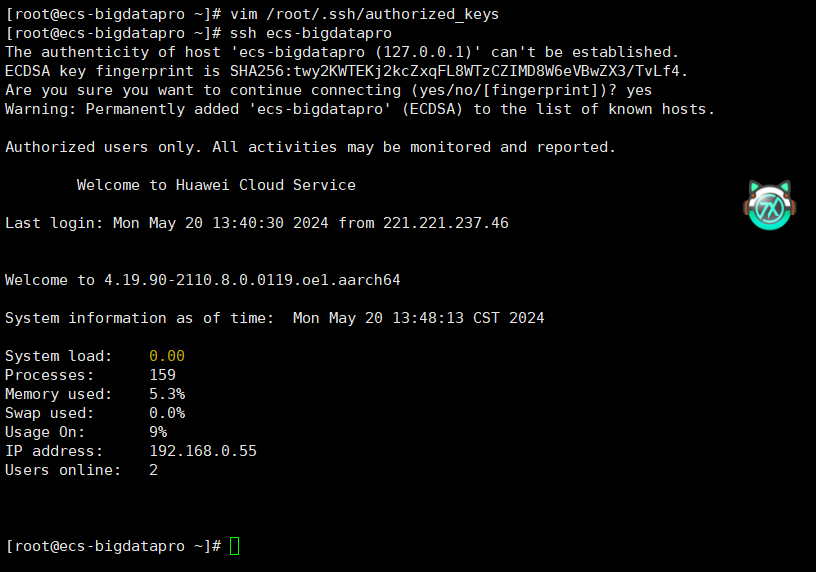 [root@ecs-bigdatapro ~]# vim /root/.ssh/authorized_keys
[root@ecs-bigdatapro ~]# ssh ecs-bigdatapro
The authenticity of host 'ecs-bigdatapro (127.0.0.1)' can't be established.
ECDSA key fingerprint is SHA256:twy2KWTEKj2kcZxqFL8WTzCZIMD8W6eVBwZX3/TvLf4.
Are you sure you want to continue connecting (yes/no/[fingerprint])? yes
Warning: Permanently added 'ecs-bigdatapro' (ECDSA) to the list of known hosts.
Authorized users only. All activities may be monitored and reported.
Welcome to Huawei Cloud Service
Last login: Mon May 20 13:40:30 2024 from 221.221.237.46
Welcome to 4.19.90-2110.8.0.0119.oe1.aarch64
System information as of time:  Mon May 20 13:48:13 CST 2024
System load:    0.00
Processes:      159
Memory used:    5.3%
Swap used:      0.0%
Usage On:       9%
IP address:     192.168.0.55
Users online:   2
[root@ecs-bigdatapro ~]#